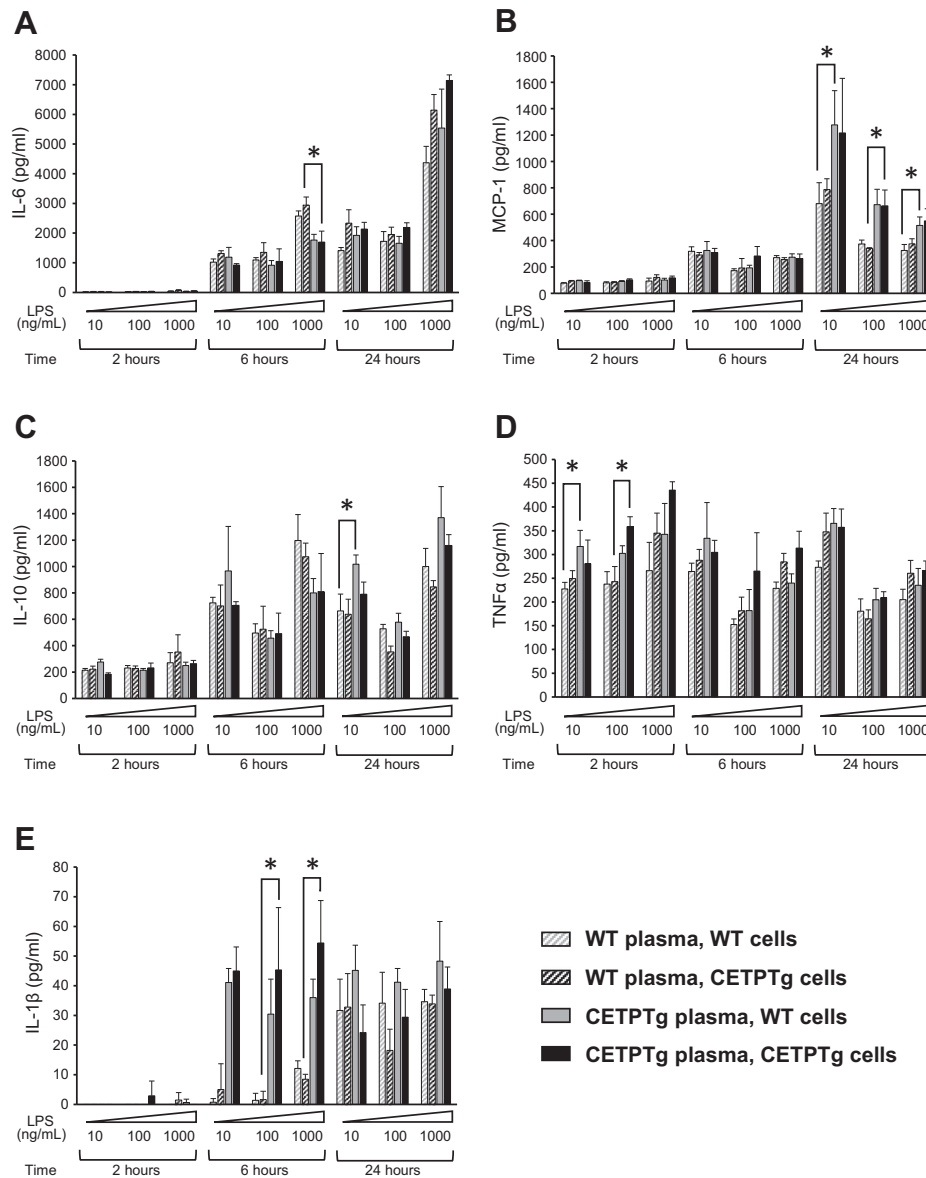 A
IL-6 (pg/ml)
8000
7000
6000
5000
4000
3000
2000
1000
0
*
LPS
(ng/mL)
10 100 1000 10 100 1000 10 100 1000
Time 2 hours 6 hours 24 hours
B
MCP-1 (pg/ml)
1800
1600
1400
1200
1000
800
600
400
200
0
* * *
LPS
(ng/mL)
10 100 1000 10 100 1000 10 100 1000
Time 2 hours 6 hours 24 hours
C
IL-10 (pg/ml)
1800
1600
1400
1200
1000
800
600
400
200
0
*
LPS
(ng/mL)
10 100 1000 10 100 1000 10 100 1000
Time 2 hours 6 hours 24 hours
D
TNFα (pg/ml)
500
450
400
350
300
250
200
150
100
50
0
* *
LPS
(ng/mL)
10 100 1000 10 100 1000 10 100 1000
Time 2 hours 6 hours 24 hours
E
IL-1β (pg/ml)
80
70
60
50
40
30
20
10
0
* *
LPS
(ng/mL)
10 100 1000 10 100 1000 10 100 1000
Time 2 hours 6 hours 24 hours
WT plasma, WT cells
WT plasma, CETPTg cells
CETPTg plasma, WT cells
CETPTg plasma, CETPTg cells